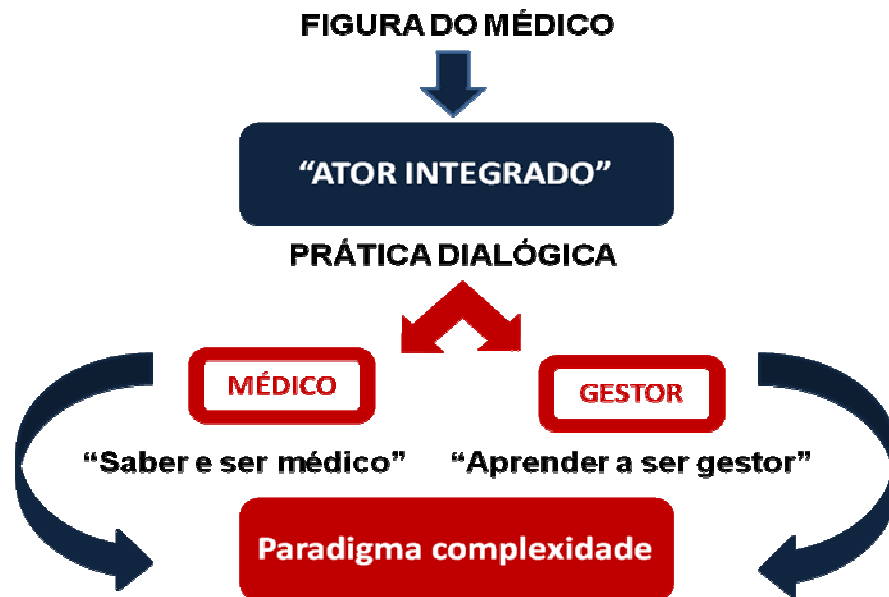 FIGURA DO MÉDICO
“ATOR INTEGRADO”
PRÁTICA DIALÓGICA
MÉDICO
GESTOR
“Saber e ser médico”
“Aprender a ser gestor”
Paradigma complexidade